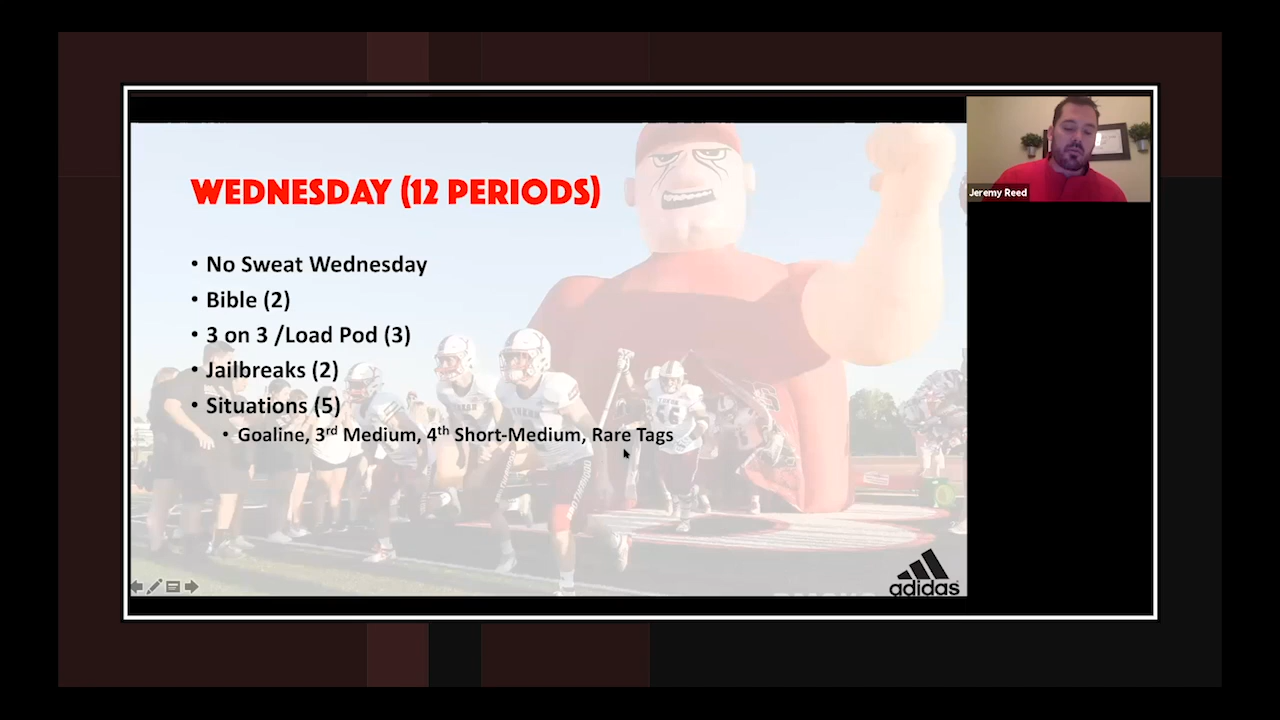 WEDNESDAY (12 PERIODS)
• No Sweat Wednesday
• Bible (2)
• 3 on 3 /Load Pod (3)
• Jailbreaks (2)
• Situations (5)
• Goaline, 3rd Medium, 4th Short-Medium, Rare Tags
Jeremy Reed
adidas